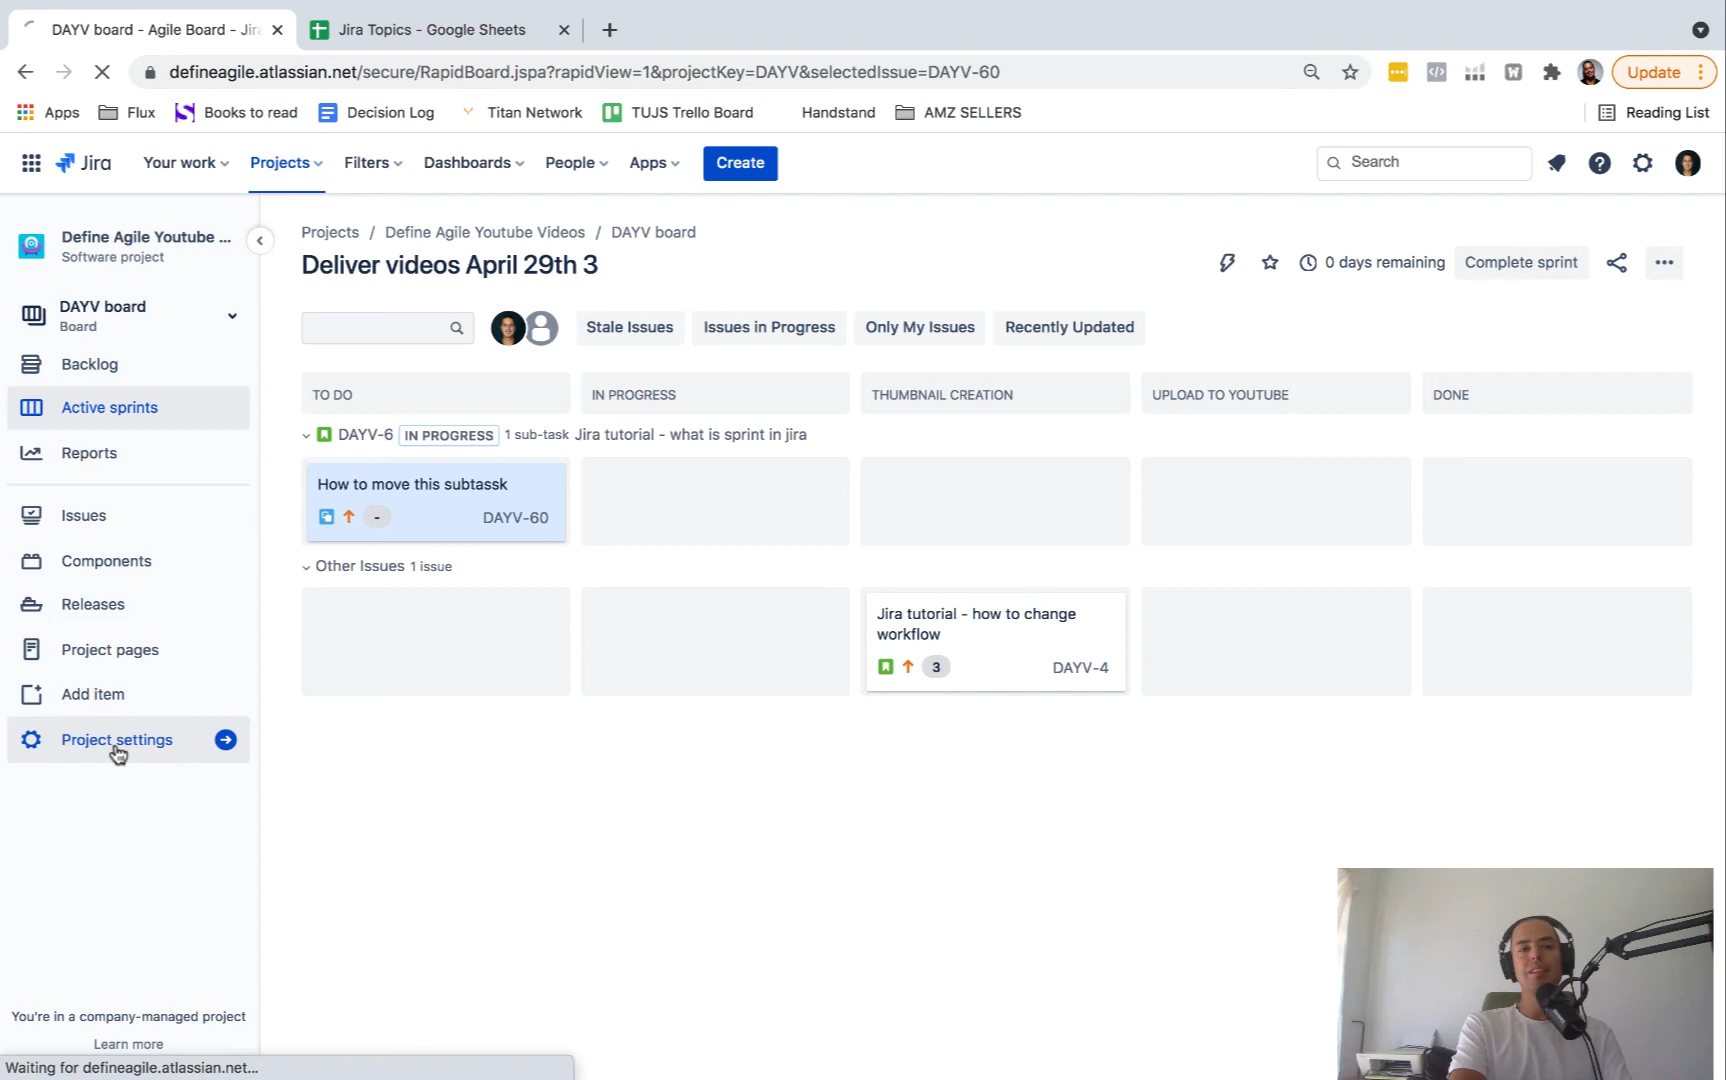 DAYV board - Agile Board - Jira
Jira Topics - Google Sheets
defineagile.atlassian.net/secure/RapidBoard.jspa?rapidView=1&projectKey=DAYV&selectedIssue=DAYV-60
Update
Apps
Flux
Books to read
Decision Log
Titan Network
TUJS Trello Board
Handstand
AMZ SELLERS
Reading List
Jira
Your work
Projects
Filters
Dashboards
People
Apps
Create
Search
Define Agile Youtube ...
Software project
DAYV board
Board
Backlog
Active sprints
Reports
Issues
Components
Releases
Project pages
Add item
Project settings
You're in a company-managed project
Learn more
Waiting for defineagile.atlassian.net...
Projects / Define Agile Youtube Videos / DAYV board
Deliver videos April 29th 3
0 days remaining
Complete sprint
Stale Issues
Issues in Progress
Only My Issues
Recently Updated
TO DO
IN PROGRESS
THUMBNAIL CREATION
UPLOAD TO YOUTUBE
DONE
DAYV-6 IN PROGRESS 1 sub-task Jira tutorial - what is sprint in jira
How to move this subtassk
- DAYV-60
Other Issues 1 issue
Jira tutorial - how to change
workflow
3 DAYV-4